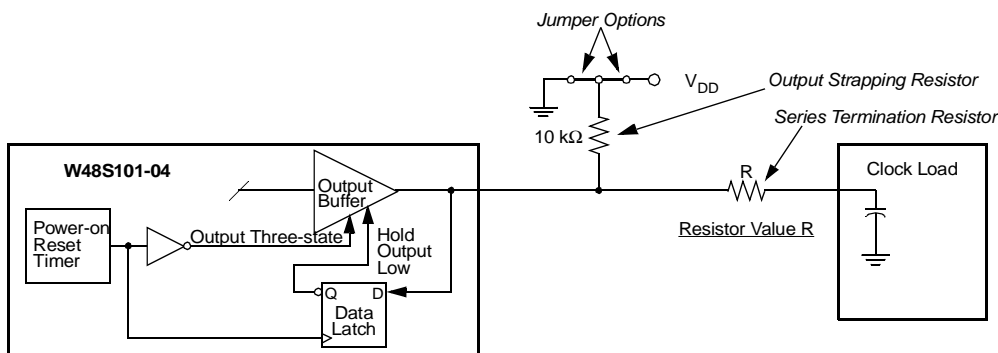 Jumper Options
V_DD
Output Strapping Resistor
Series Termination Resistor
10 kΩ
W48S101-04
Output
Buffer
R
Clock Load
Power-on
Reset
Timer
Output Three-state
Hold
Output
Low
Resistor Value R
Q
D
Data
Latch